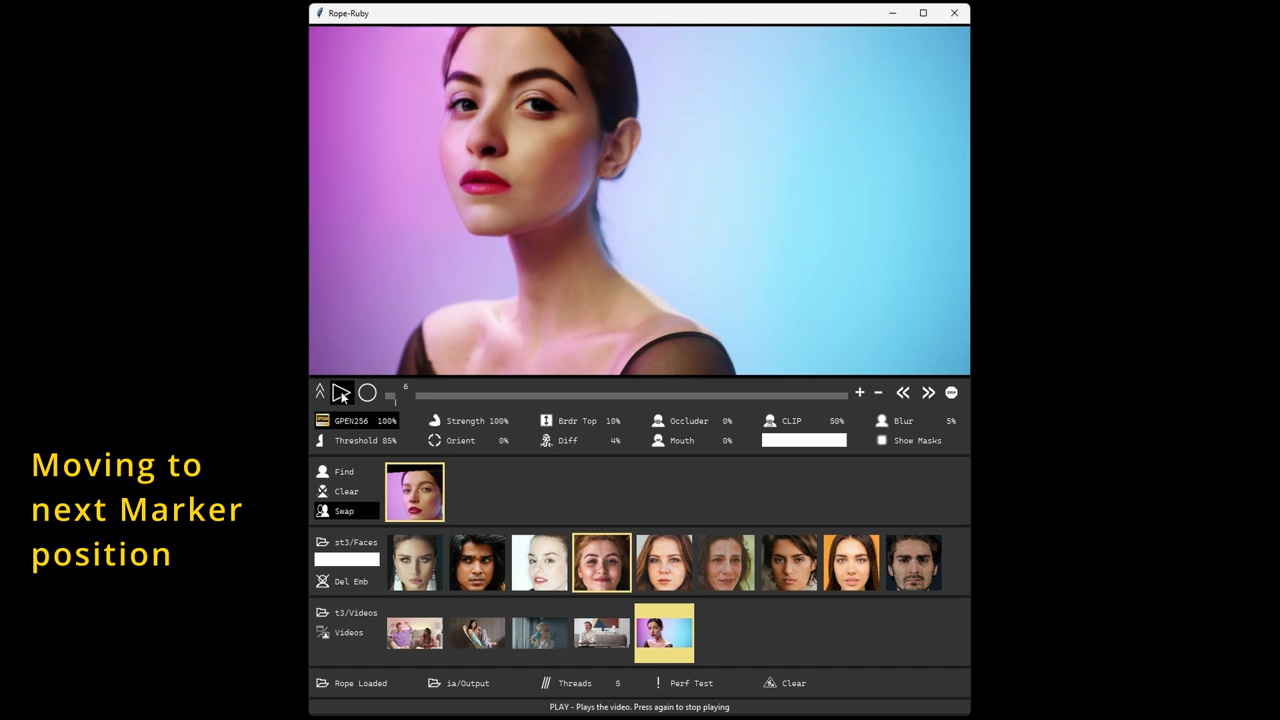 Rope-Ruby
6
GPEN256 100% Strength 100% Brdr Top 10% Occluder 0% CLIP 50% Blur 5%
Threshold 85% Orient 0% Diff 4% Mouth 0% Show Masks
Find
Clear
Moving to
next Marker
position
Swap
st3/Faces
Del Emb
t3/Videos
Videos
Rope Loaded ia/Output Threads 5 Perf Test Clear
PLAY - Plays the video. Press again to stop playing